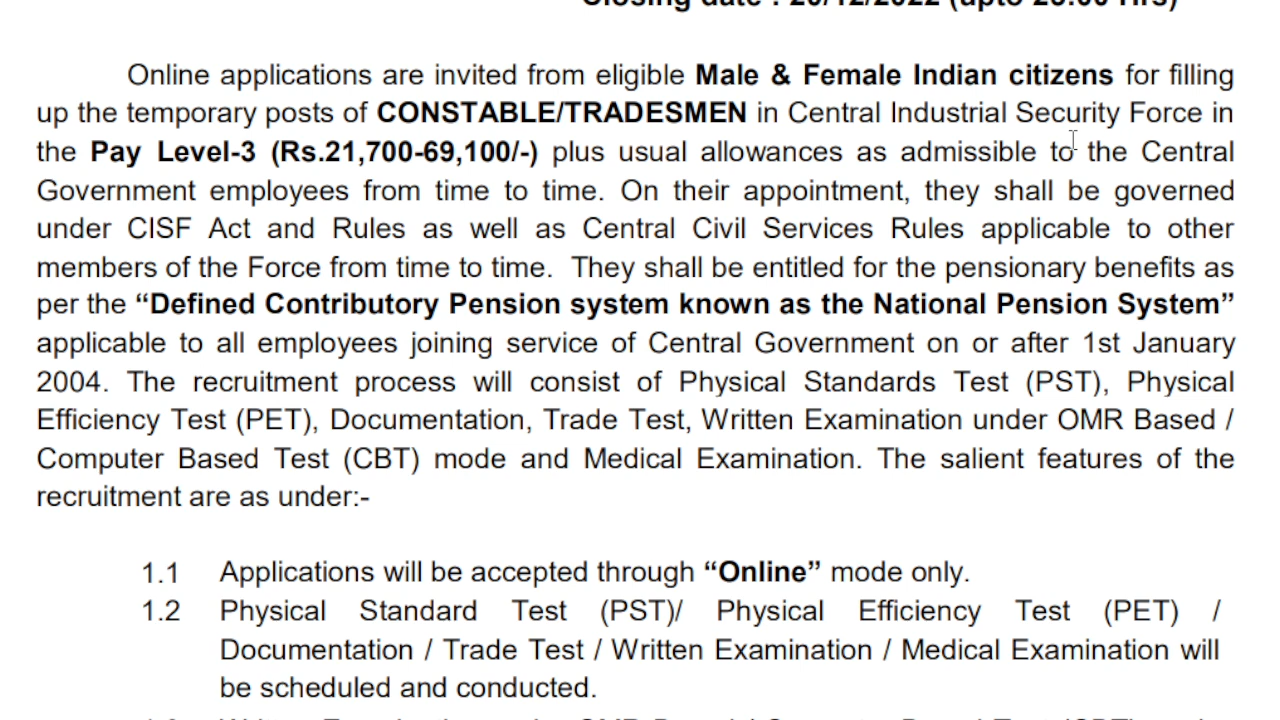 Closing date : 20/12/2022 (upto 23:00 Hrs)
Online applications are invited from eligible Male & Female Indian citizens for filling
up the temporary posts of CONSTABLE/TRADESMEN in Central Industrial Security Force in
the Pay Level-3 (Rs.21,700-69,100/-) plus usual allowances as admissible to the Central
Government employees from time to time. On their appointment, they shall be governed
under CISF Act and Rules as well as Central Civil Services Rules applicable to other
members of the Force from time to time. They shall be entitled for the pensionary benefits as
per the “Defined Contributory Pension system known as the National Pension System”
applicable to all employees joining service of Central Government on or after 1st January
2004. The recruitment process will consist of Physical Standards Test (PST), Physical
Efficiency Test (PET), Documentation, Trade Test, Written Examination under OMR Based /
Computer Based Test (CBT) mode and Medical Examination. The salient features of the
recruitment are as under:-
1.1 Applications will be accepted through “Online” mode only.
1.2 Physical Standard Test (PST)/ Physical Efficiency Test (PET) /
Documentation / Trade Test / Written Examination / Medical Examination will
be scheduled and conducted.